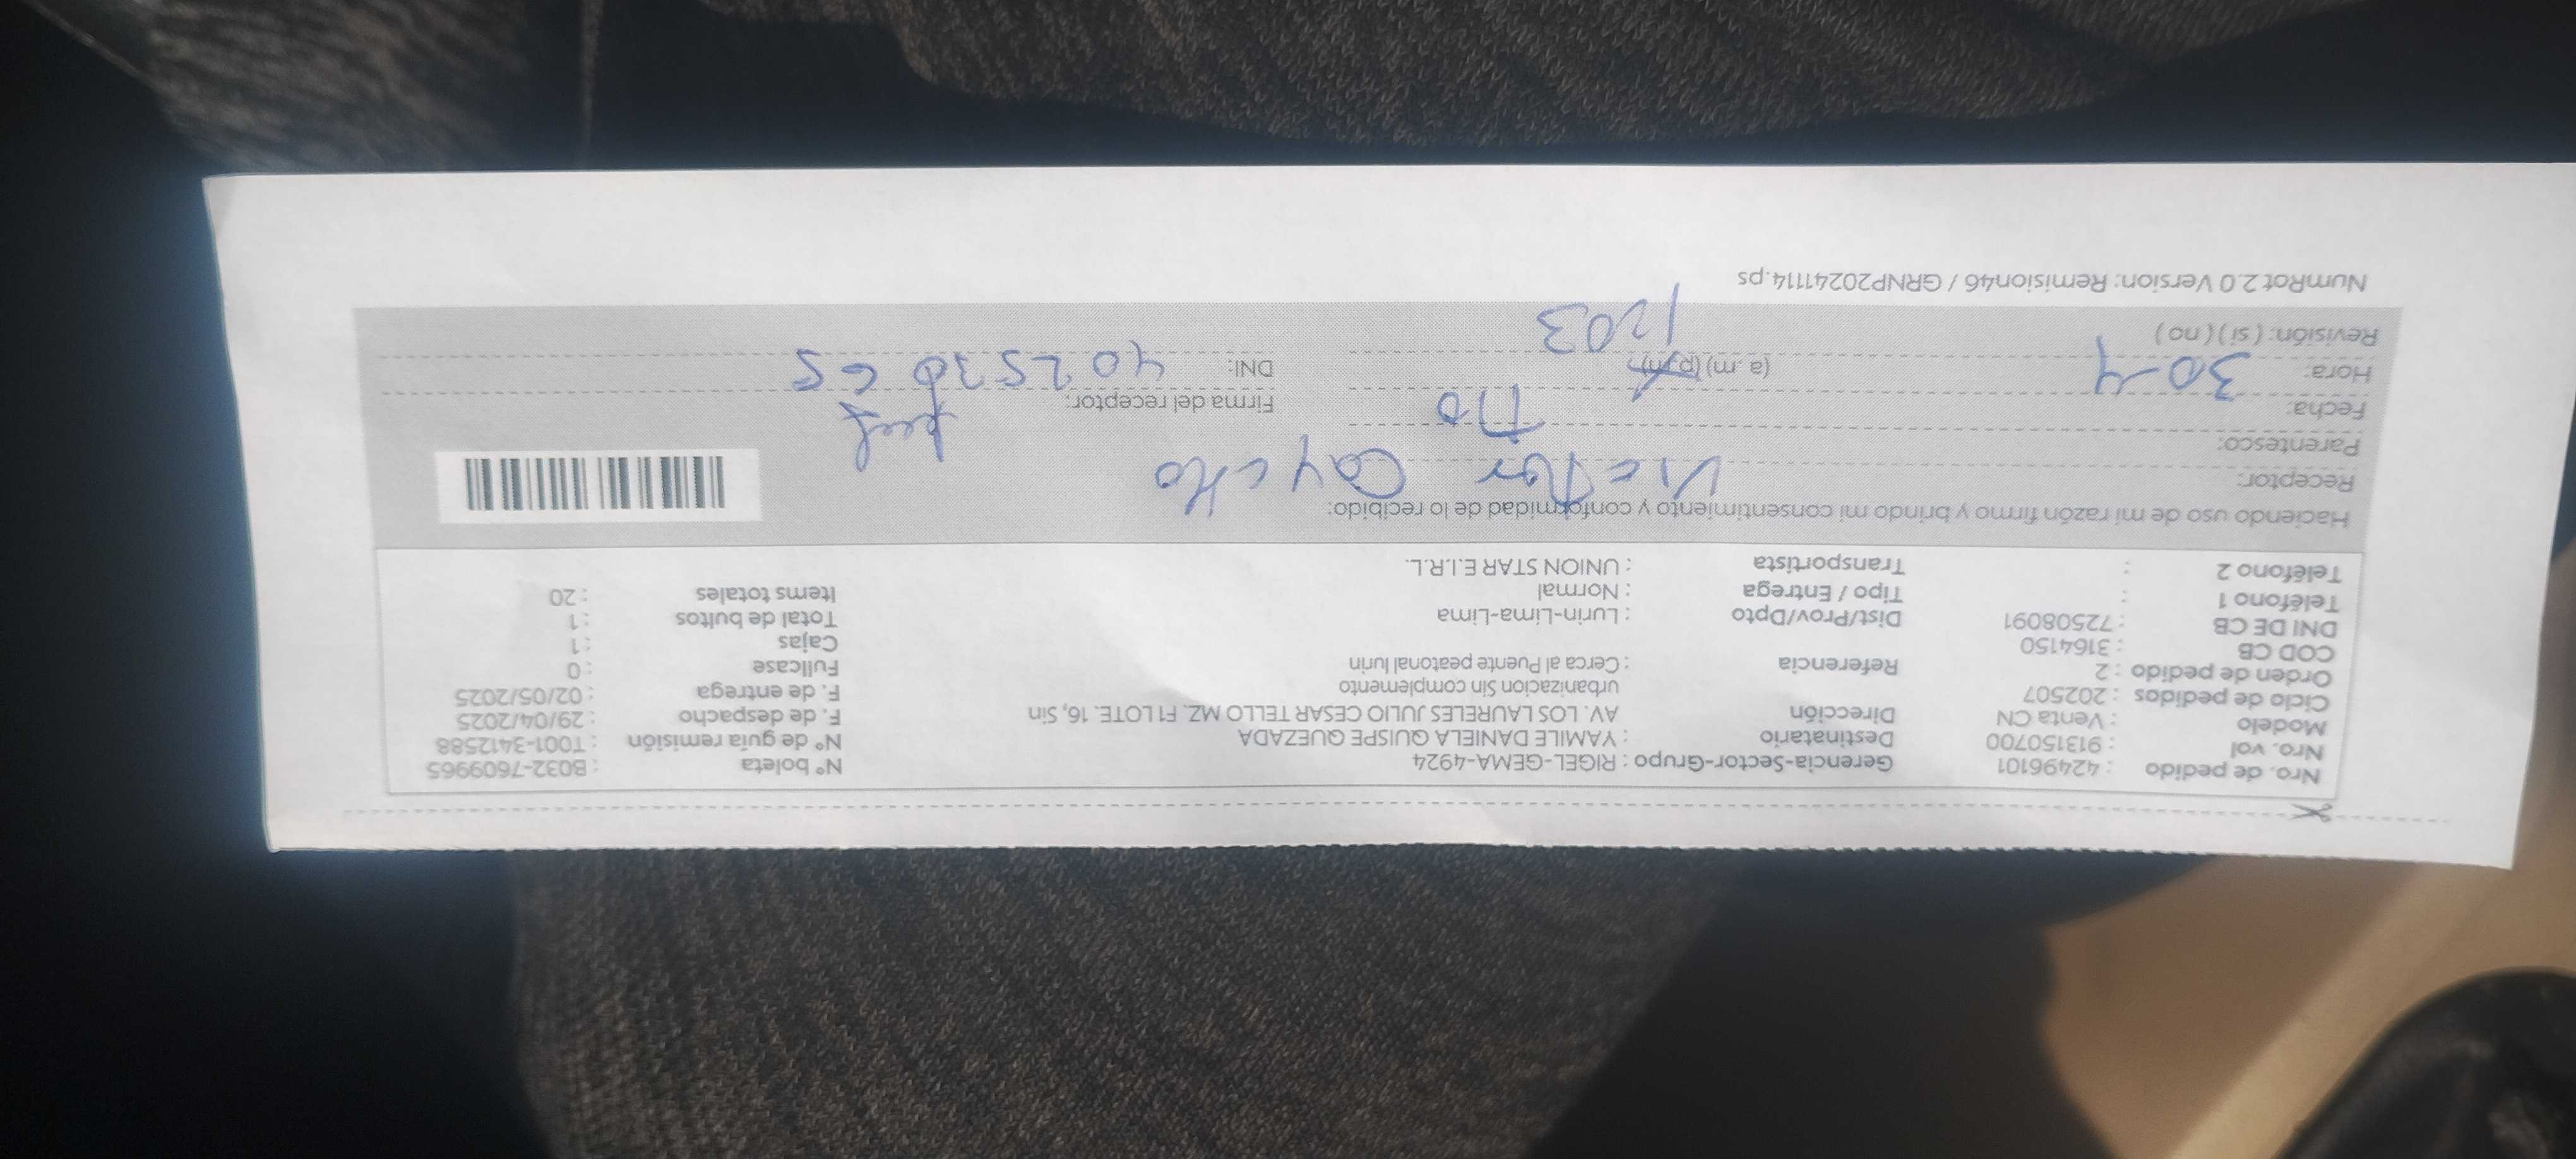 Nro. de pedido : 42496101 Gerencia-Sector-Grupo : RIGEL-GEMA-4924 Nº boleta : B032-7609965
Nro. vol : 913150700 Destinatario : YAMILE DANIELA QUISPE QUEZADA Nº de guía remisión : T001-3412588
Modelo : Venta CN Dirección AV. LOS LAURELES JULIO CESAR TELLO MZ. F1 LOTE. 16, Sin F. de despacho : 29/04/2025
Ciclo de pedidos : 202507 urbanizacion Sin complemento F. de entrega : 02/05/2025
Orden de pedido : 2 Referencia : Cerca al Puente peatonal lurin Fullcase : 0
COD CB : 3164150 Cajas : 1
DNI DE CB : 72508091 Dist/Prov/Dpto : Lurin-Lima-Lima Total de bultos : 1
Teléfono 1 : Tipo / Entrega : Normal Items totales : 20
Teléfono 2 : Transportista : UNION STAR E.I.R.L.
Haciendo uso de mi razón firmo y brindo mi consentimiento y conformidad de lo recibido:
Receptor: Victor Caycho
Parentesco: Tio
Fecha: 30-4 Firma del receptor:
Hora: (a .m) (p .m) 1203 DNI: 40253065
Revisión: ( si ) ( no )
NumRot 2.0 Version: Remision46 / GRNP20241114.ps